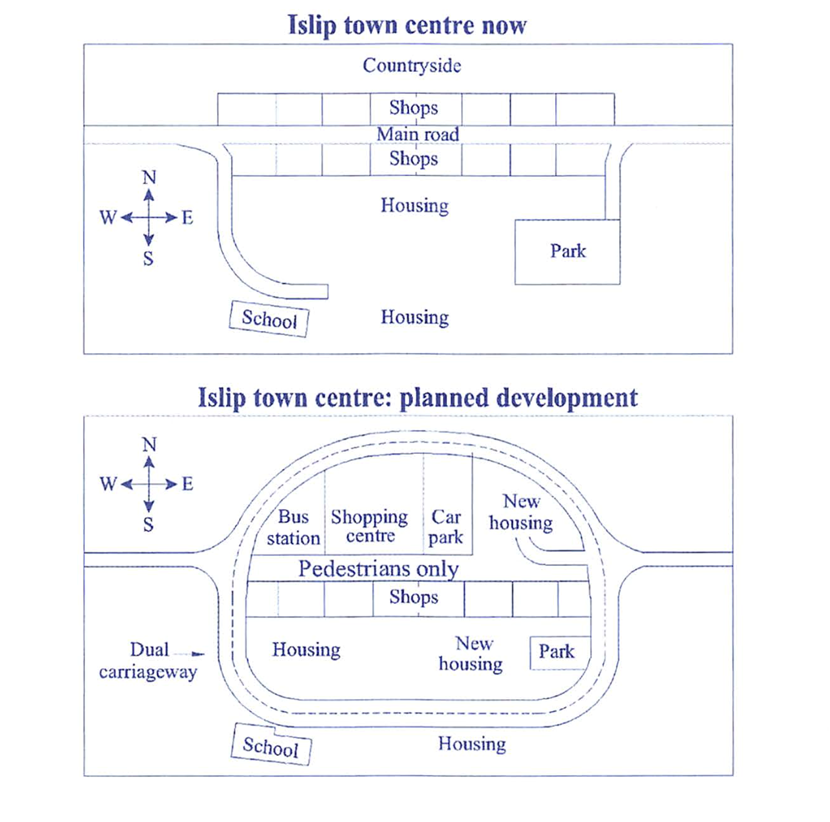 Islip town centre now
Countryside
Shops
Main road
Shops
N
W E
S
Housing
Park
School
Housing
Islip town centre: planned development
N
W E
S
New
housing
Bus
station
Shopping
centre
Car
park
Pedestrians only
Shops
Dual
carriageway
Housing
New
housing
Park
School
Housing